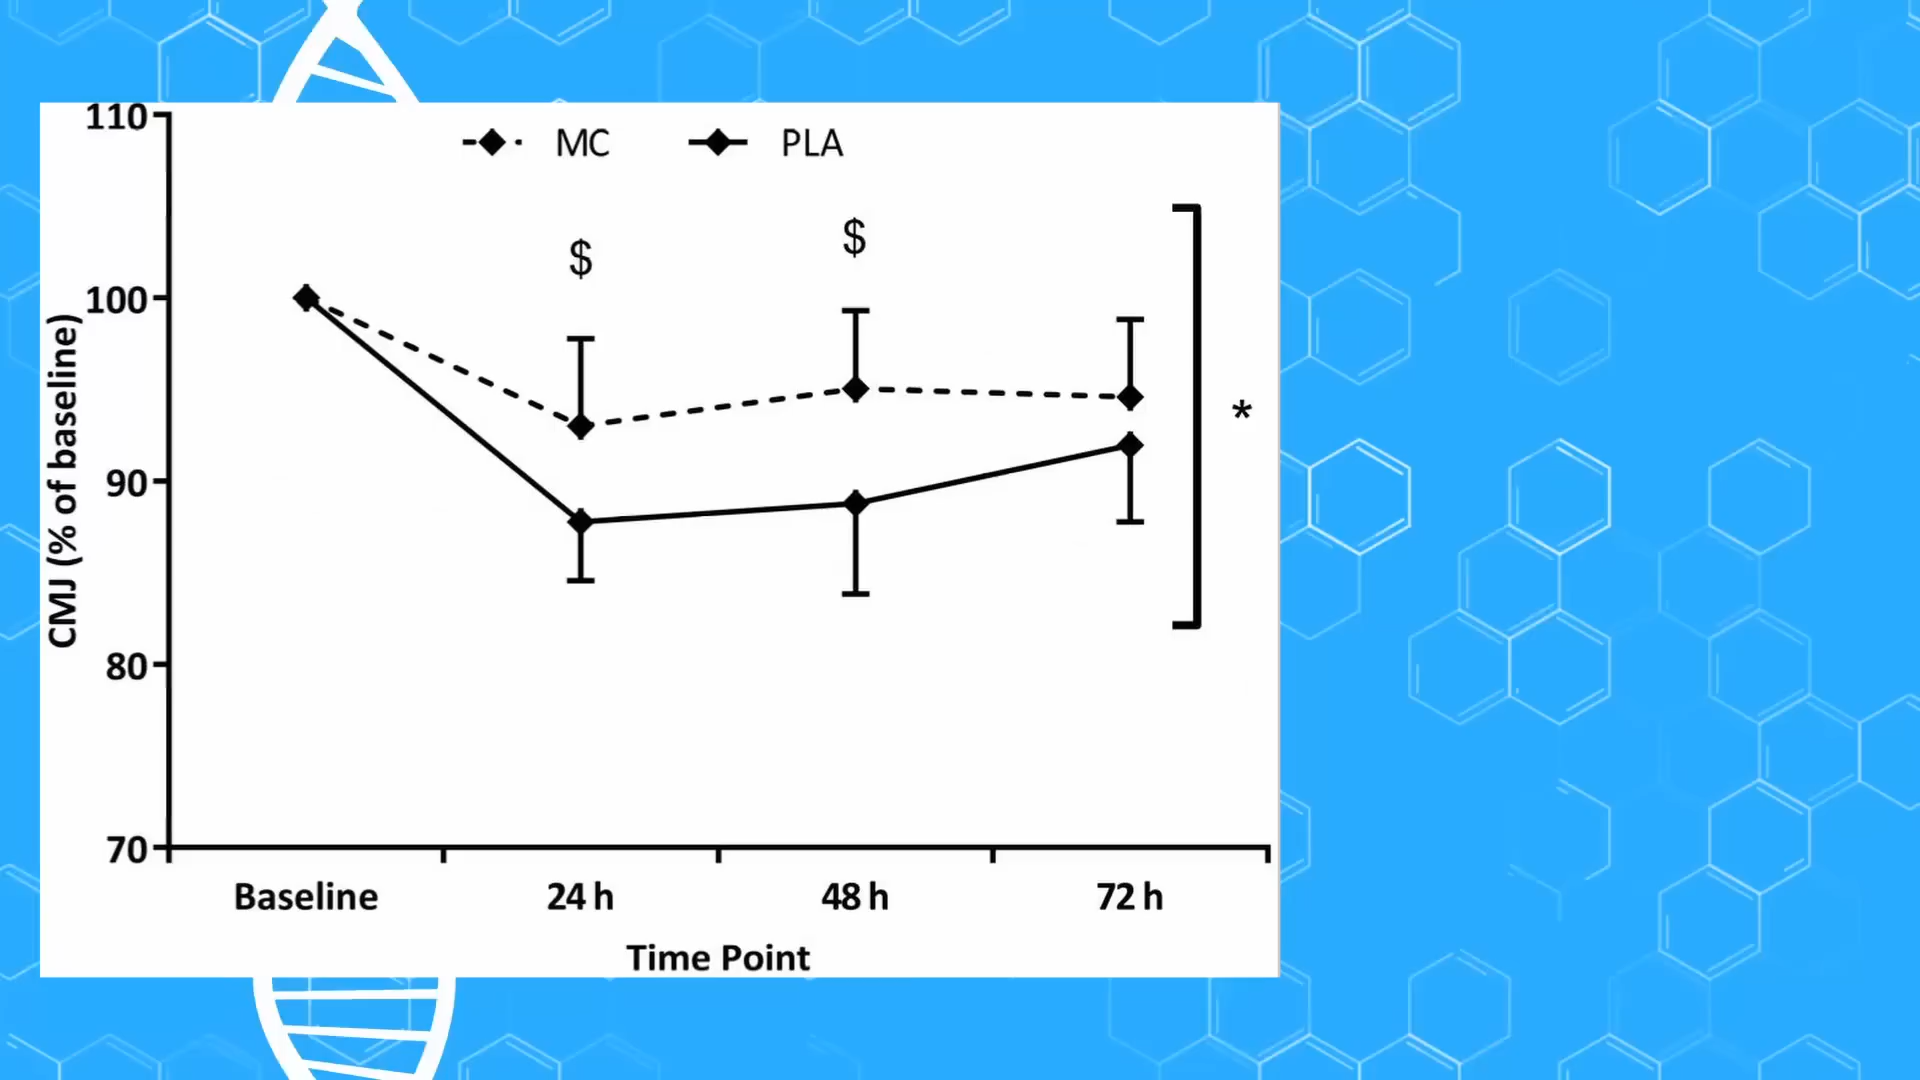 110
MC
PLA
$
$
100
*
90
80
70
CMJ (% of baseline)
Baseline
24 h
48 h
72 h
Time Point